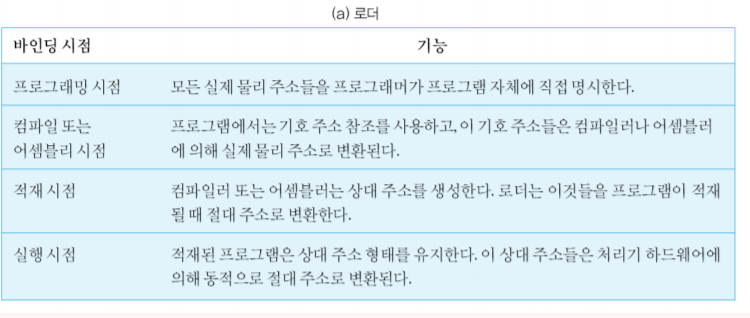 (a) 로더
바인딩 시점 기능
프로그래밍 시점 모든 실제 물리 주소들을 프로그래머가 프로그램 자체에 직접 명시한다.
컴파일 또는 프로그램에서는 기호 주소 참조를 사용하고, 이 기호 주소들은 컴파일러나 어셈블러
어셈블리 시점 에 의해 실제 물리 주소로 변환된다.
적재 시점 컴파일러 또는 어셈블러는 상대 주소를 생성한다. 로더는 이것들을 프로그램이 적재
될 때 절대 주소로 변환한다.
실행 시점 적재된 프로그램은 상대 주소 형태를 유지한다. 이 상대 주소들은 처리기 하드웨어에
의해 동적으로 절대 주소로 변환된다.